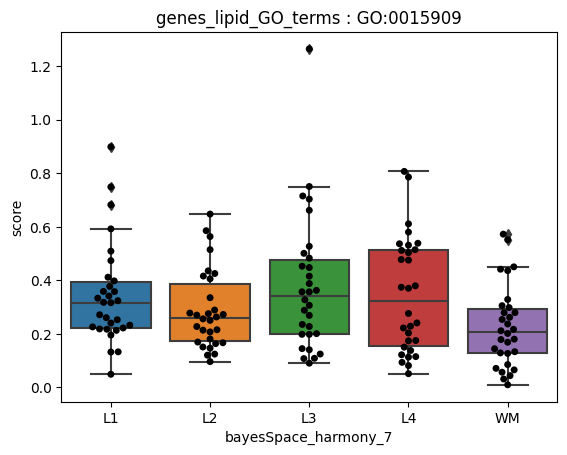 genes_lipid_GO_terms : GO:0015909
1.2
1.0
0.8
0.6
0.4
0.2
0.0
score
L1 L2 L3 L4 WM
bayesSpace_harmony_7